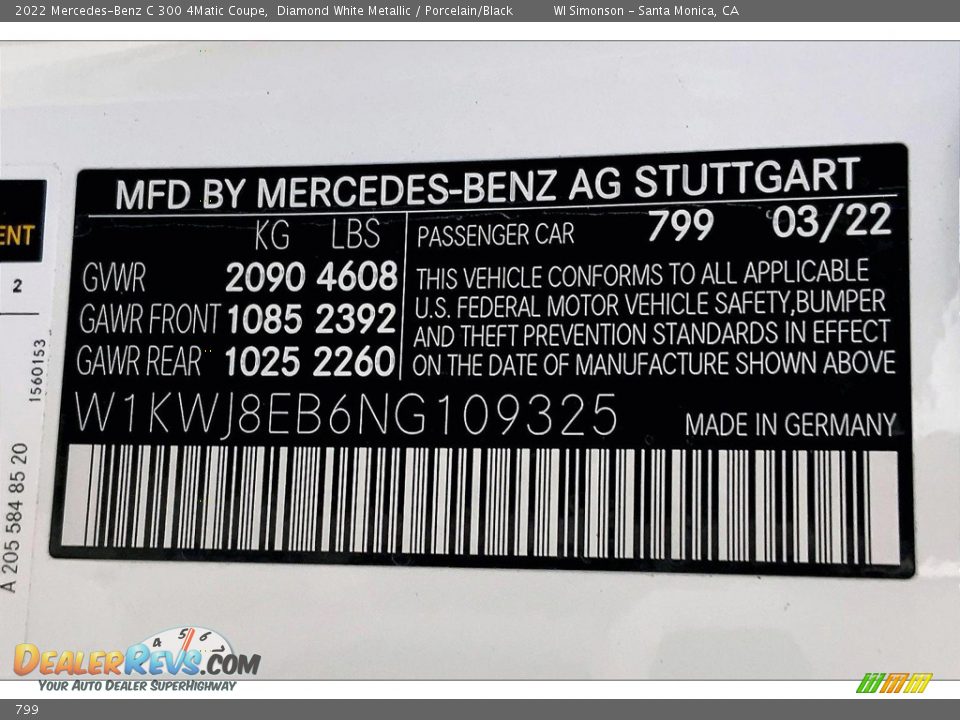 2022 Mercedes-Benz C 300 4Matic Coupe, Diamond White Metallic / Porcelain/Black WI Simonson - Santa Monica, CA
MFD BY MERCEDES-BENZ AG STUTTGART
KG LBS
GVWR 2090 4608
GAWR FRONT 1085 2392
GAWR REAR 1025 2260
PASSENGER CAR 799 03/22
THIS VEHICLE CONFORMS TO ALL APPLICABLE
U.S. FEDERAL MOTOR VEHICLE SAFETY,BUMPER
AND THEFT PREVENTION STANDARDS IN EFFECT
ON THE DATE OF MANUFACTURE SHOWN ABOVE
W1KWJ8EB6NG109325 MADE IN GERMANY
ENT
2
1560153
A 205 584 85 20
4 5 6 7
DEALERREVS.COM
YOUR AUTO DEALER SUPERHIGHWAY
799